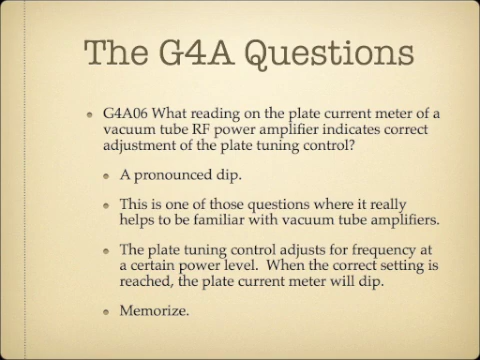 The G4A Questions
G4A06 What reading on the plate current meter of a
vacuum tube RF power amplifier indicates correct
adjustment of the plate tuning control?
A pronounced dip.
This is one of those questions where it really
helps to be familiar with vacuum tube amplifiers.
The plate tuning control adjusts for frequency at
a certain power level.  When the correct setting is
reached, the plate current meter will dip.
Memorize.